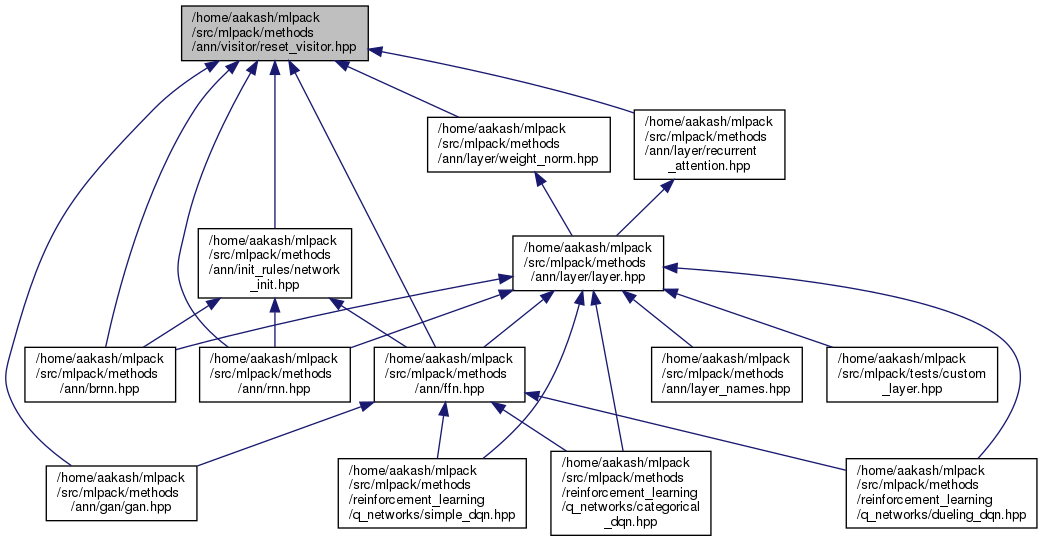 /home/aakash/mlpack
/src/mlpack/methods
/ann/visitor/reset_visitor.hpp
/home/aakash/mlpack
/src/mlpack/methods
/ann/layer/weight_norm.hpp
/home/aakash/mlpack
/src/mlpack/methods
/ann/layer/recurrent
_attention.hpp
/home/aakash/mlpack
/src/mlpack/methods
/ann/init_rules/network
_init.hpp
/home/aakash/mlpack
/src/mlpack/methods
/ann/layer/layer.hpp
/home/aakash/mlpack
/src/mlpack/methods
/ann/brnn.hpp
/home/aakash/mlpack
/src/mlpack/methods
/ann/rnn.hpp
/home/aakash/mlpack
/src/mlpack/methods
/ann/ffn.hpp
/home/aakash/mlpack
/src/mlpack/methods
/ann/layer_names.hpp
/home/aakash/mlpack
/src/mlpack/tests/custom
_layer.hpp
/home/aakash/mlpack
/src/mlpack/methods
/ann/gan/gan.hpp
/home/aakash/mlpack
/src/mlpack/methods
/reinforcement_learning
/q_networks/simple_dqn.hpp
/home/aakash/mlpack
/src/mlpack/methods
/reinforcement_learning
/q_networks/categorical
_dqn.hpp
/home/aakash/mlpack
/src/mlpack/methods
/reinforcement_learning
/q_networks/dueling_dqn.hpp